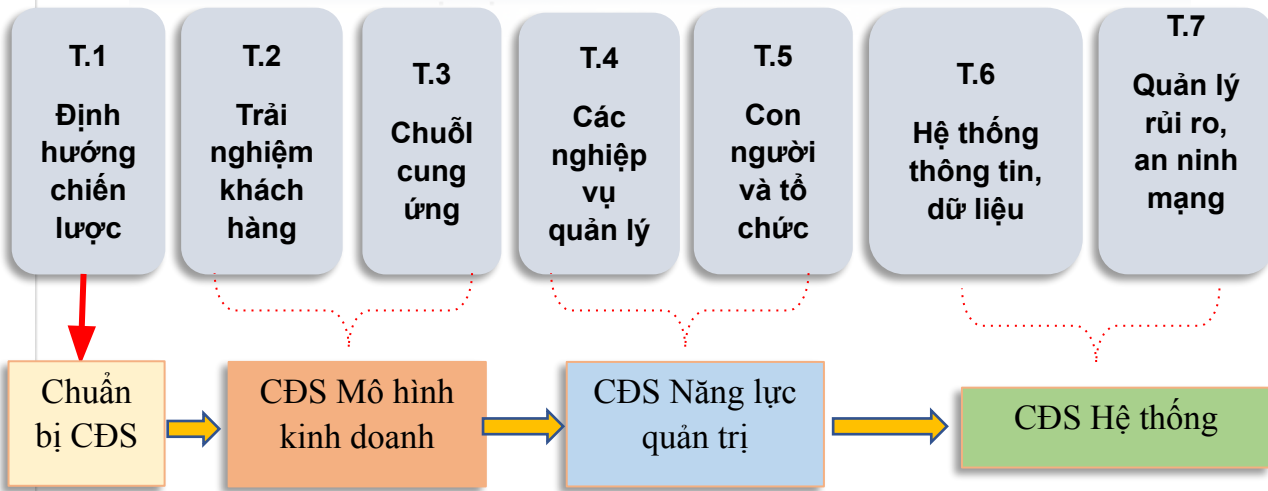 T.1
Định
hướng
chiến
lược
T.2
Trải
nghiệm
khách
hàng
T.3
Chuỗl
cung
ứng
T.4
Các
nghiệp
vụ
quản lý
T.5
Con
người
và tổ
chức
T.6
Hệ thống
thông tin,
dữ liệu
T.7
Quản lý
rủi ro,
an ninh
mạng
Chuẩn
bị CĐS
CĐS Mô hình
kinh doanh
CĐS Năng lực
quản trị
CĐS Hệ thống